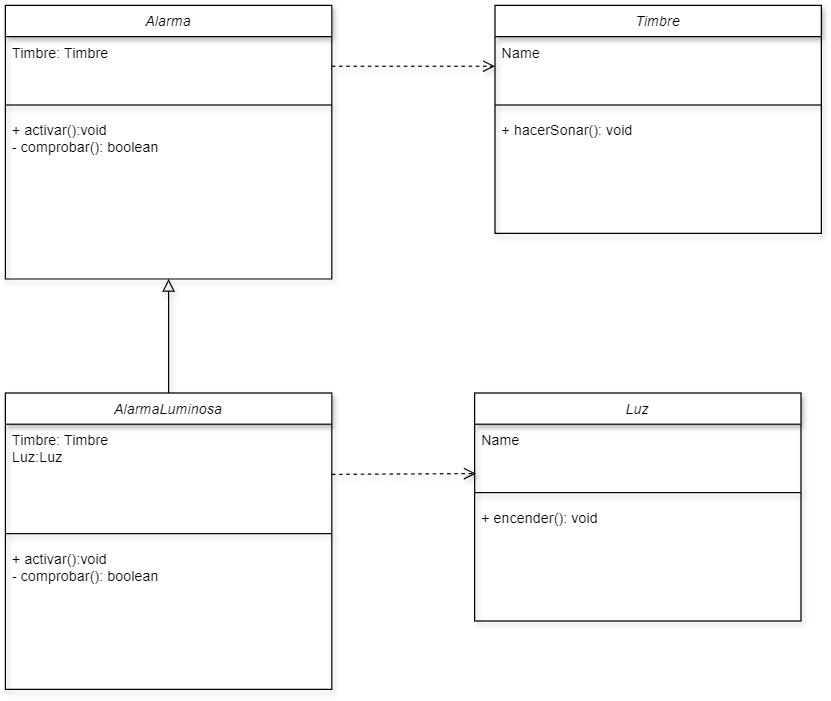 Alarma
Timbre: Timbre
+ activar():void
- comprobar(): boolean
Timbre
Name
+ hacerSonar(): void
AlarmaLuminosa
Timbre: Timbre
Luz:Luz
+ activar():void
- comprobar(): boolean
Luz
Name
+ encender(): void